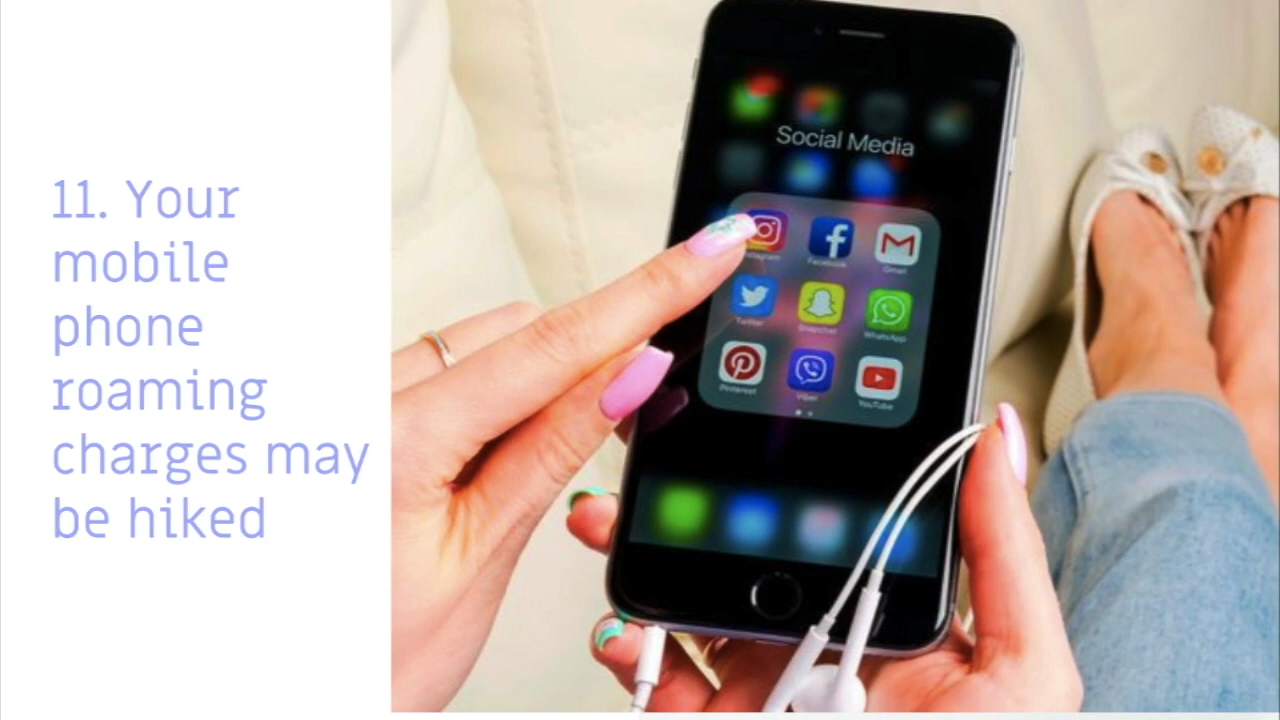 11. Your
mobile
phone
roaming
charges may
be hiked
Social Media
Instagram
Facebook
Gmail
Twitter
Snapchat
WhatsApp
Pinterest
Viber
YouTube